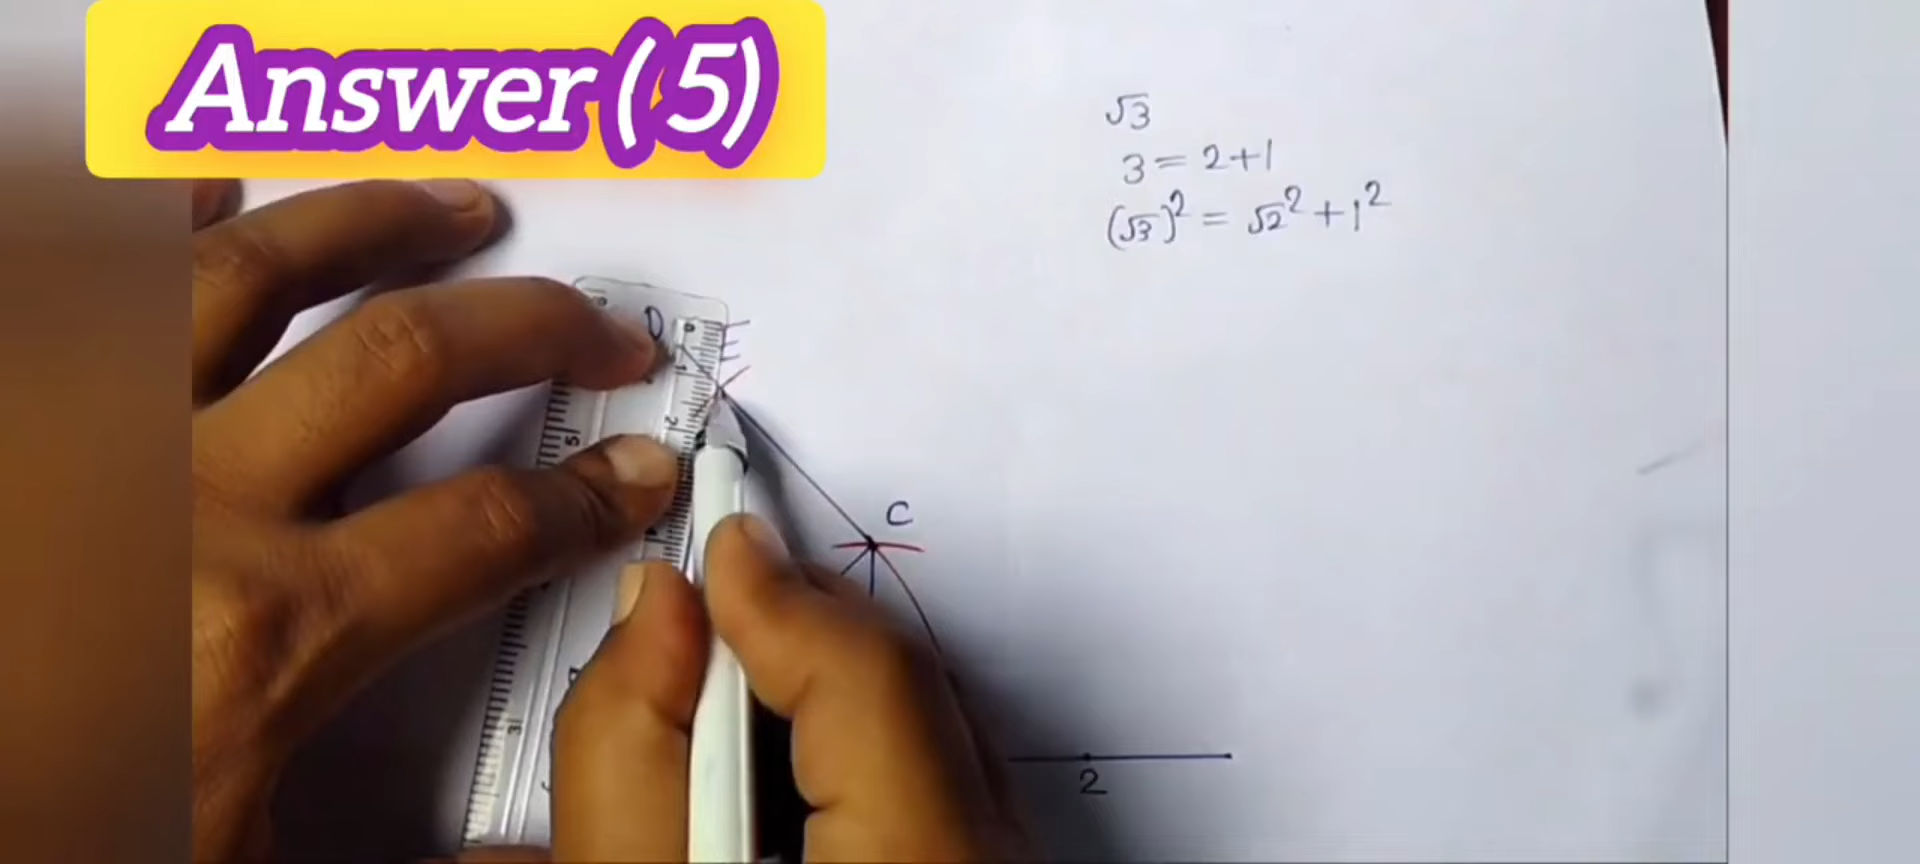 Answer(5)
√3
3 = 2+1
(√3)² = √2² + 1²
D
E
C
2